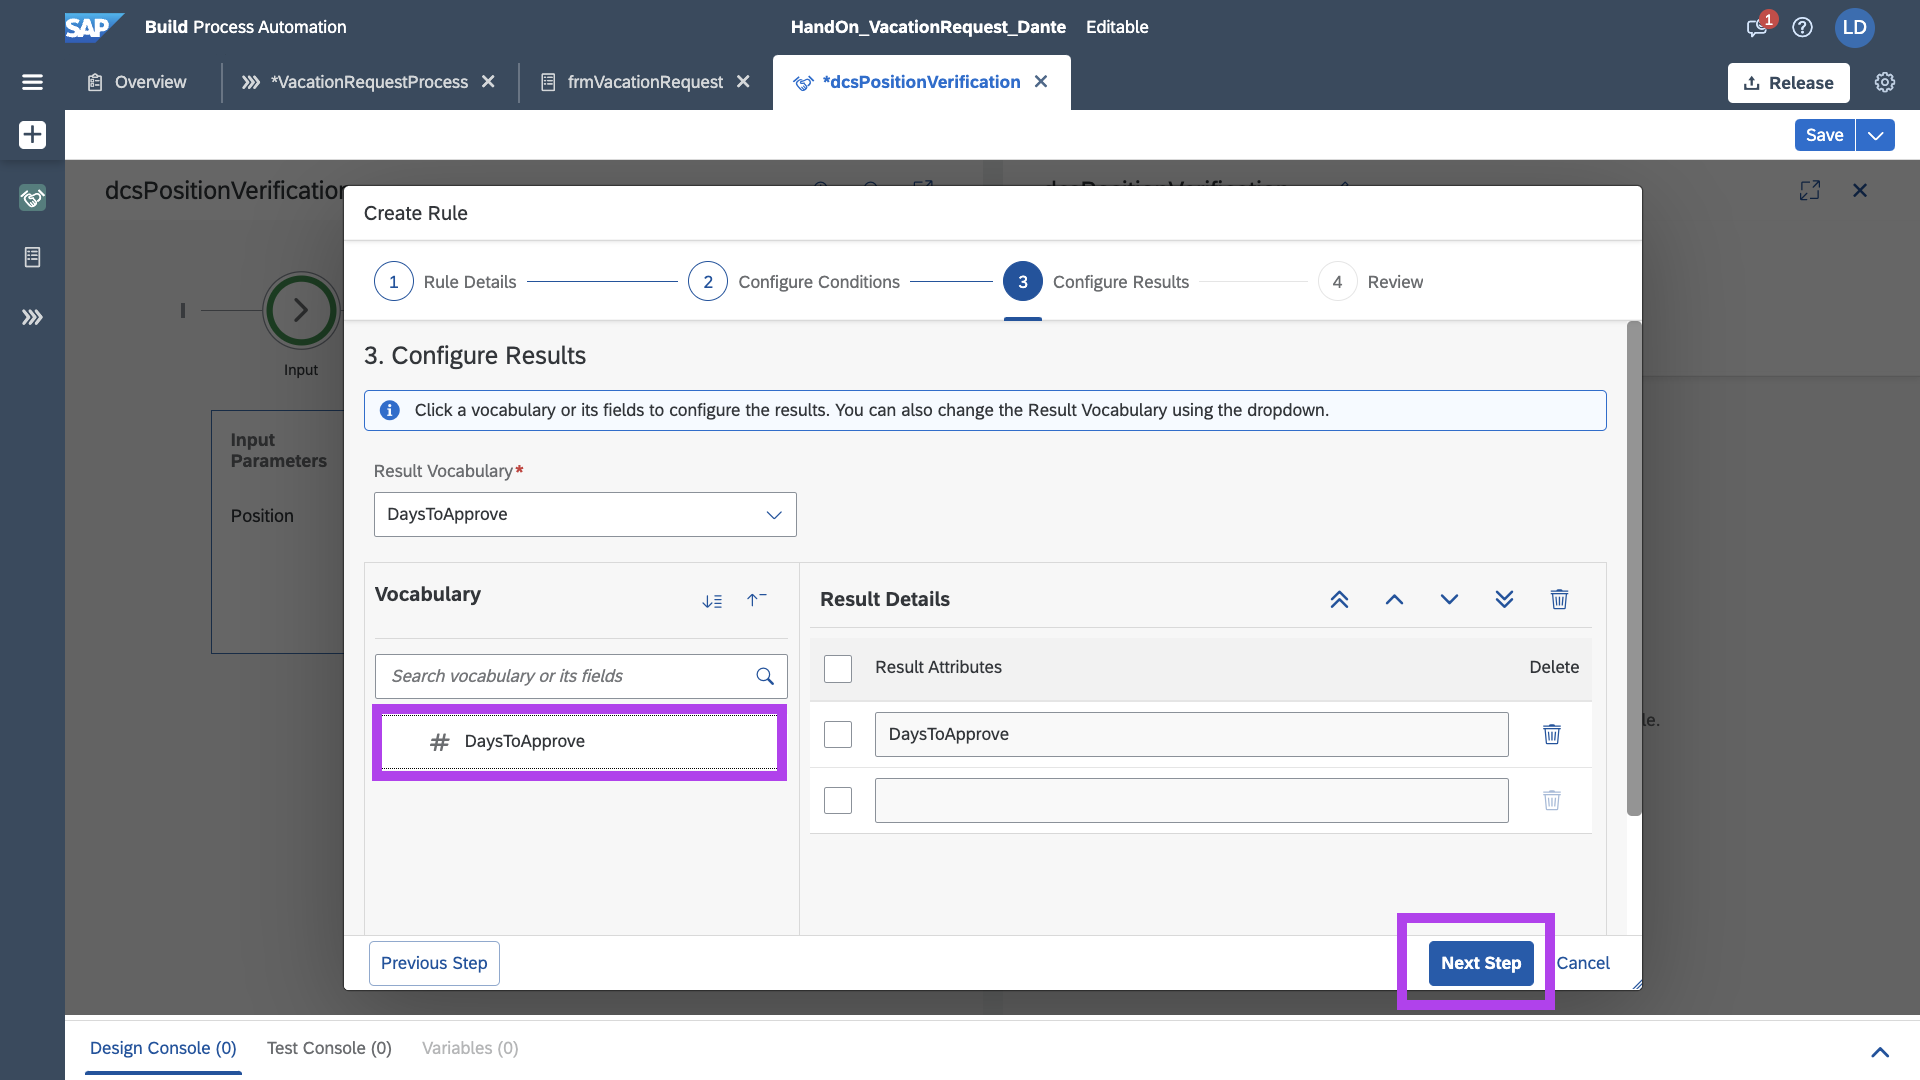 SAP Build Process Automation
HandOn_VacationRequest_Dante Editable
1
LD
Overview
*VacationRequestProcess
frmVacationRequest
*dcsPositionVerification
Release
Save
dcsPositionVerification
Create Rule
1 Rule Details
2 Configure Conditions
3 Configure Results
4 Review
Input
3. Configure Results
Click a vocabulary or its fields to configure the results. You can also change the Result Vocabulary using the dropdown.
Input
Parameters
Position
Result Vocabulary*
DaysToApprove
Vocabulary
Result Details
Search vocabulary or its fields
Result Attributes
Delete
# DaysToApprove
DaysToApprove
Previous Step
Next Step
Cancel
Design Console (0)
Test Console (0)
Variables (0)